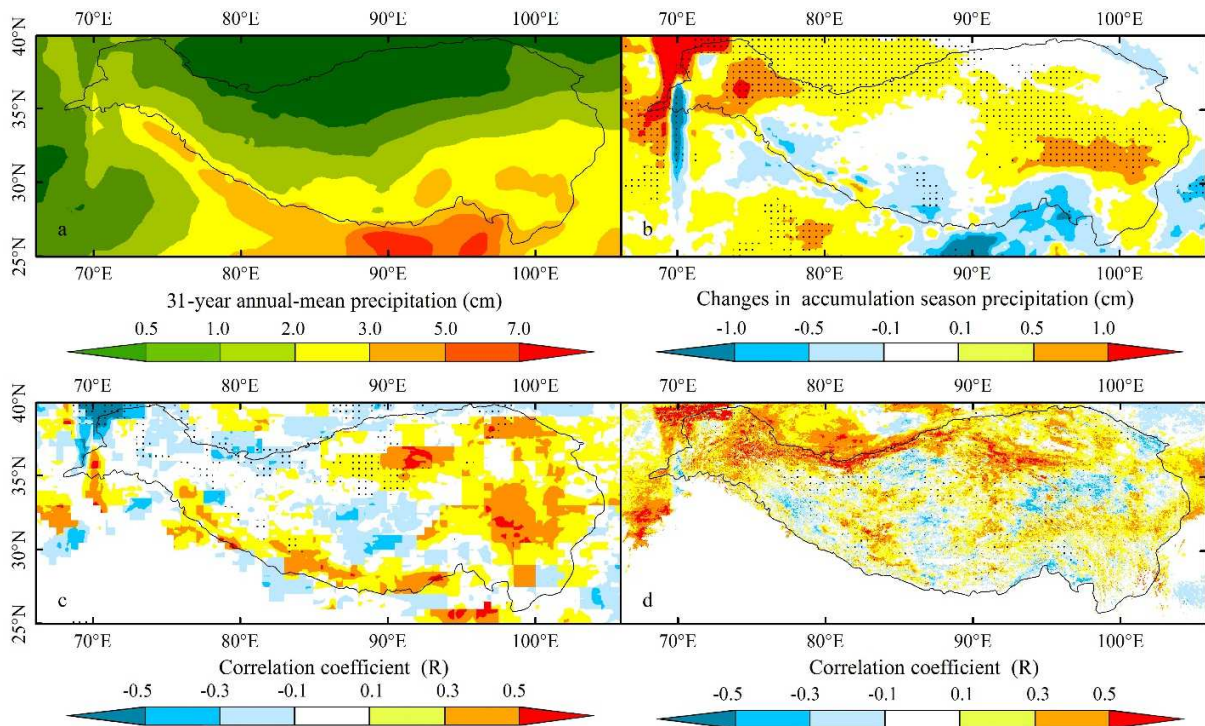 70°E 80°E 90°E 100°E 70°E 80°E 90°E 100°E
40°N
35°N
30°N
25°N
a b
70°E 80°E 90°E 100°E 70°E 80°E 90°E 100°E
31-year annual-mean precipitation (cm) Changes in accumulation season precipitation (cm)
0.5 1.0 2.0 3.0 5.0 7.0 -1.0 -0.5 -0.1 0.1 0.5 1.0
70°E 80°E 90°E 100°E 70°E 80°E 90°E 100°E
40°N
35°N
30°N
25°N
c d
70°E 80°E 90°E 100°E 70°E 80°E 90°E 100°E
Correlation coefficient (R) Correlation coefficient (R)
-0.5 -0.3 -0.1 0.1 0.3 0.5 -0.5 -0.3 -0.1 0.1 0.3 0.5